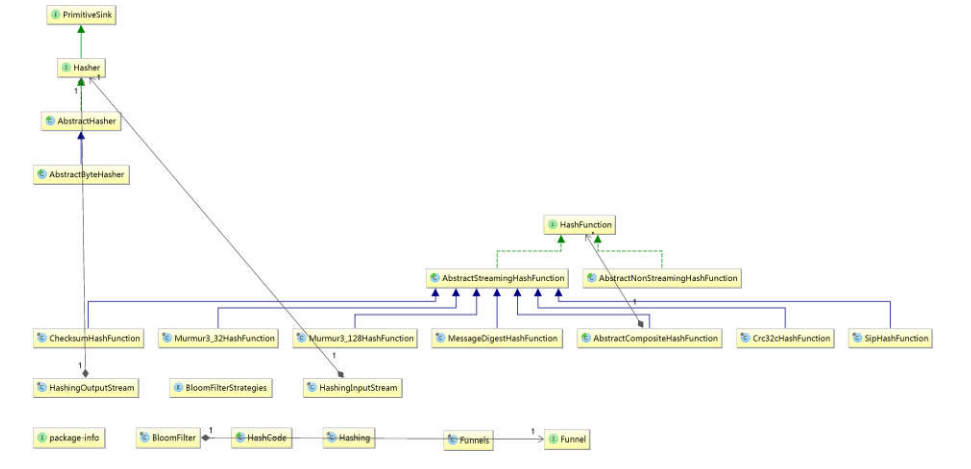 PrimitiveSink
Hasher
1
1
AbstractHasher
AbstractByteHasher
HashFunction
*
AbstractStreamingHashFunction
AbstractNonStreamingHashFunction
1
ChecksumHashFunction
Murmur3_32HashFunction
Murmur3_128HashFunction
MessageDigestHashFunction
AbstractCompositeHashFunction
Crc32cHashFunction
SipHashFunction
1
1
HashingOutputStream
BloomFilterStrategies
HashingInputStream
package-info
BloomFilter
1
HashCode
Hashing
Funnels
1
Funnel